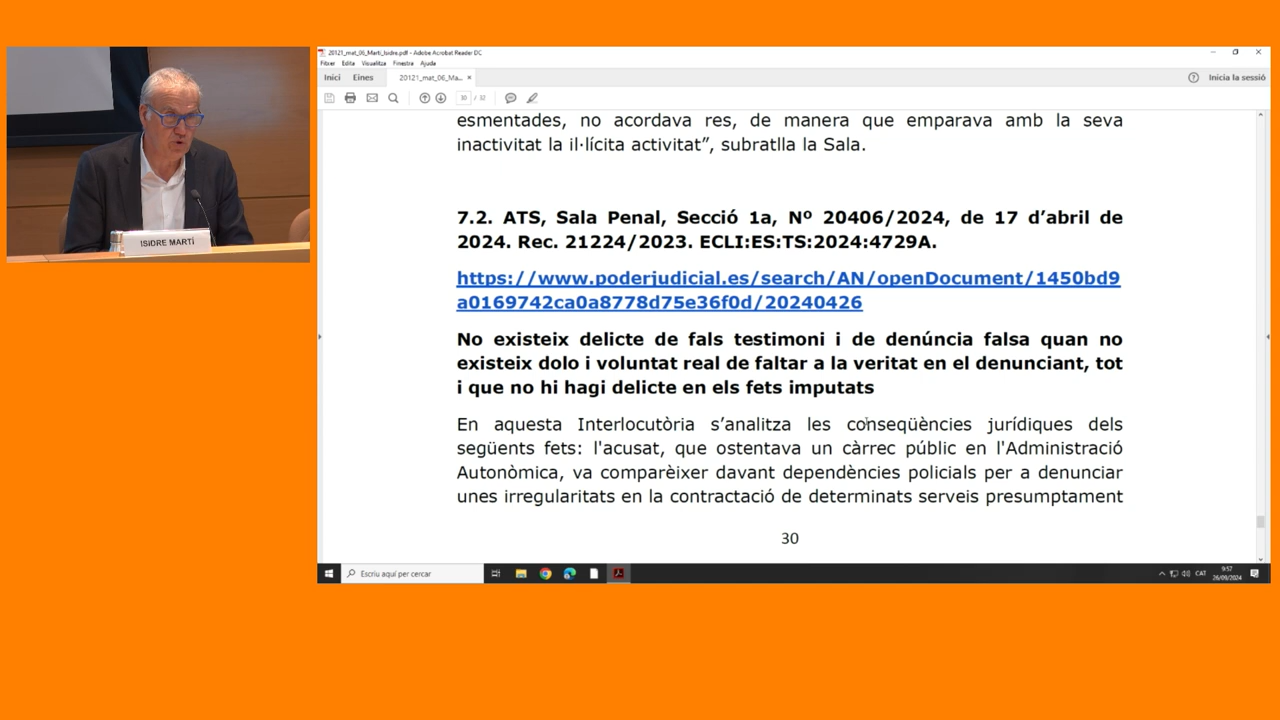 ISIDRE MARTÍ
20121_mat_06_Marti_Isidre.pdf - Adobe Acrobat Reader DC
Fitxer Edita Visualitza Finestra Ajuda
Inici Eines 20121_mat_06_Ma... × Inicia la sessió
30 / 32
esmentades, no acordava res, de manera que emparava amb la seva
inactivitat la il·lícita activitat”, subratlla la Sala.
7.2. ATS, Sala Penal, Secció 1a, Nº 20406/2024, de 17 d’abril de
2024. Rec. 21224/2023. ECLI:ES:TS:2024:4729A.
https://www.poderjudicial.es/search/AN/openDocument/1450bd9
a0169742ca0a8778d75e36f0d/20240426
No existeix delicte de fals testimoni i de denúncia falsa quan no
existeix dolo i voluntat real de faltar a la veritat en el denunciant, tot
i que no hi hagi delicte en els fets imputats
En aquesta Interlocutòria s’analitza les conseqüències jurídiques dels
següents fets: l'acusat, que ostentava un càrrec públic en l'Administració
Autonòmica, va comparèixer davant dependències policials per a denunciar
unes irregularitats en la contractació de determinats serveis presumptament
30
Escriu aquí per cercar
CAT
9:57
26/09/2024